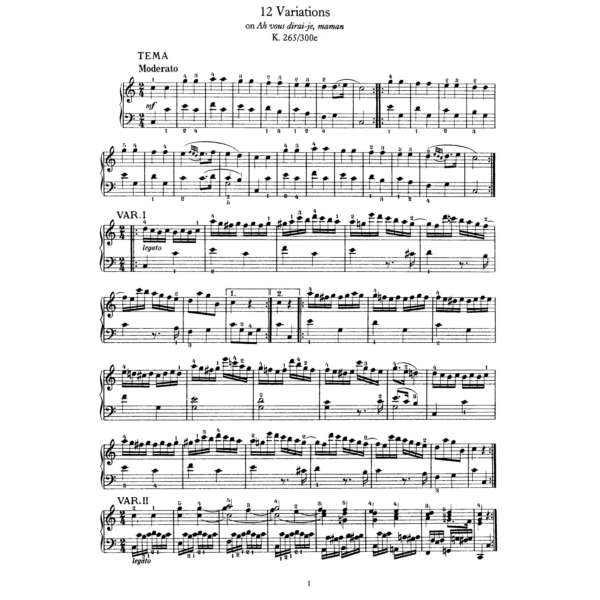 12 Variations
on Ah vous dirai-je, maman
K. 265/300e
TEMA
Moderato
mf
VAR. I
legato
1.
2.
VAR. II
legato
1